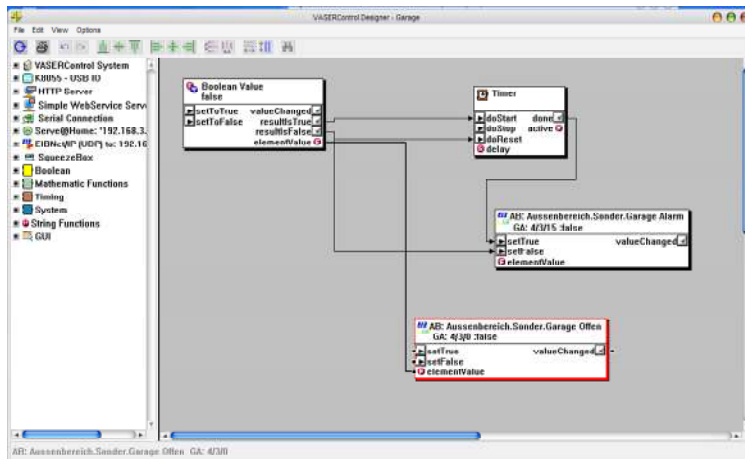 VASERControl Designer - Garage
File Edit View Options
VASERControl System
K8055 - USB IO
HTTP Server
Simple WebService Serv
Serial Connection
Serve@Home: "192.168.3.
EIBNet/IP (UDP) to: 192.16
SqueezeBox
Boolean
Mathematic Functions
Timing
System
String Functions
GUI
Boolean Value
false
setToTrue valueChanged
setToFalse resultIsTrue
resultIsFalse
elementValue
Timer
doStart done
doStop active
doReset
delay
AB: Aussenbereich.Sonder.Garage Alarm
GA: 4/3/15 :false
setTrue valueChanged
setFalse
elementValue
AB: Aussenbereich.Sonder.Garage Offen
GA: 4/3/0 :false
setTrue valueChanged
setFalse
elementValue
AB: Aussenbereich.Sonder.Garage Offen GA: 4/3/0